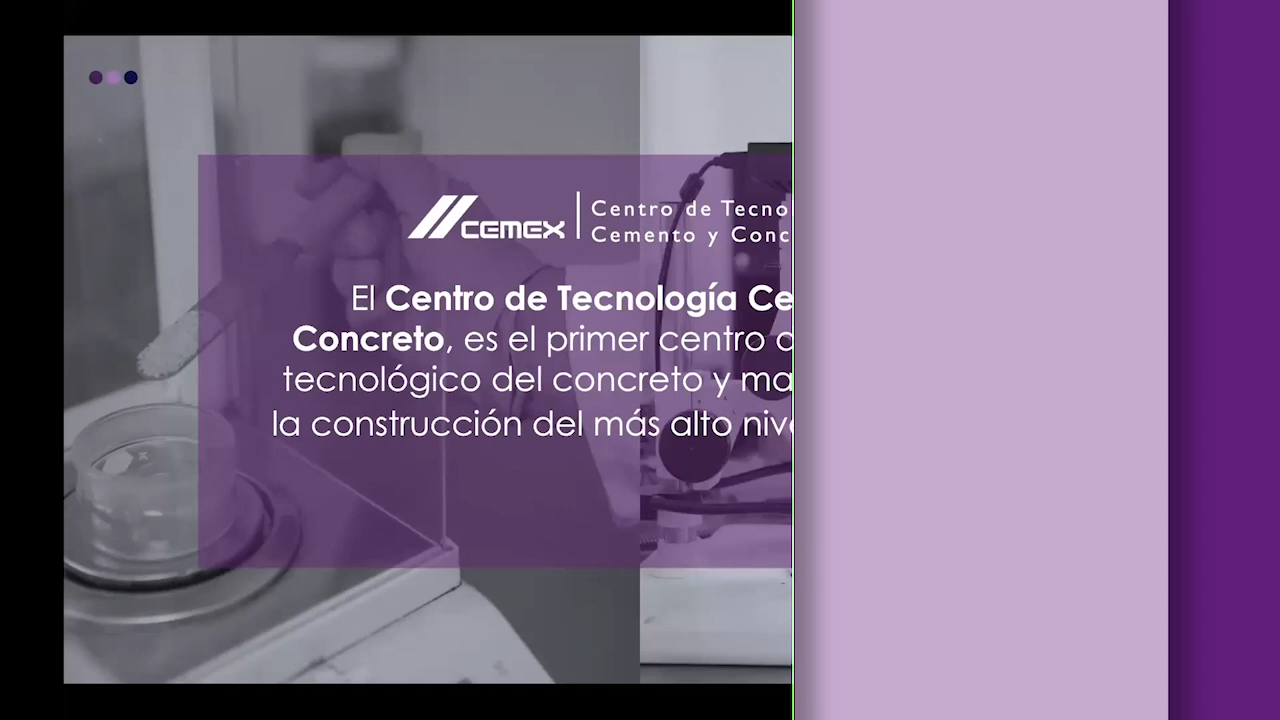 CEMEX
Centro de Tecno
Cemento y Conc
El Centro de Tecnología Ce
Concreto, es el primer centro
tecnológico del concreto y ma
la construcción del más alto niv